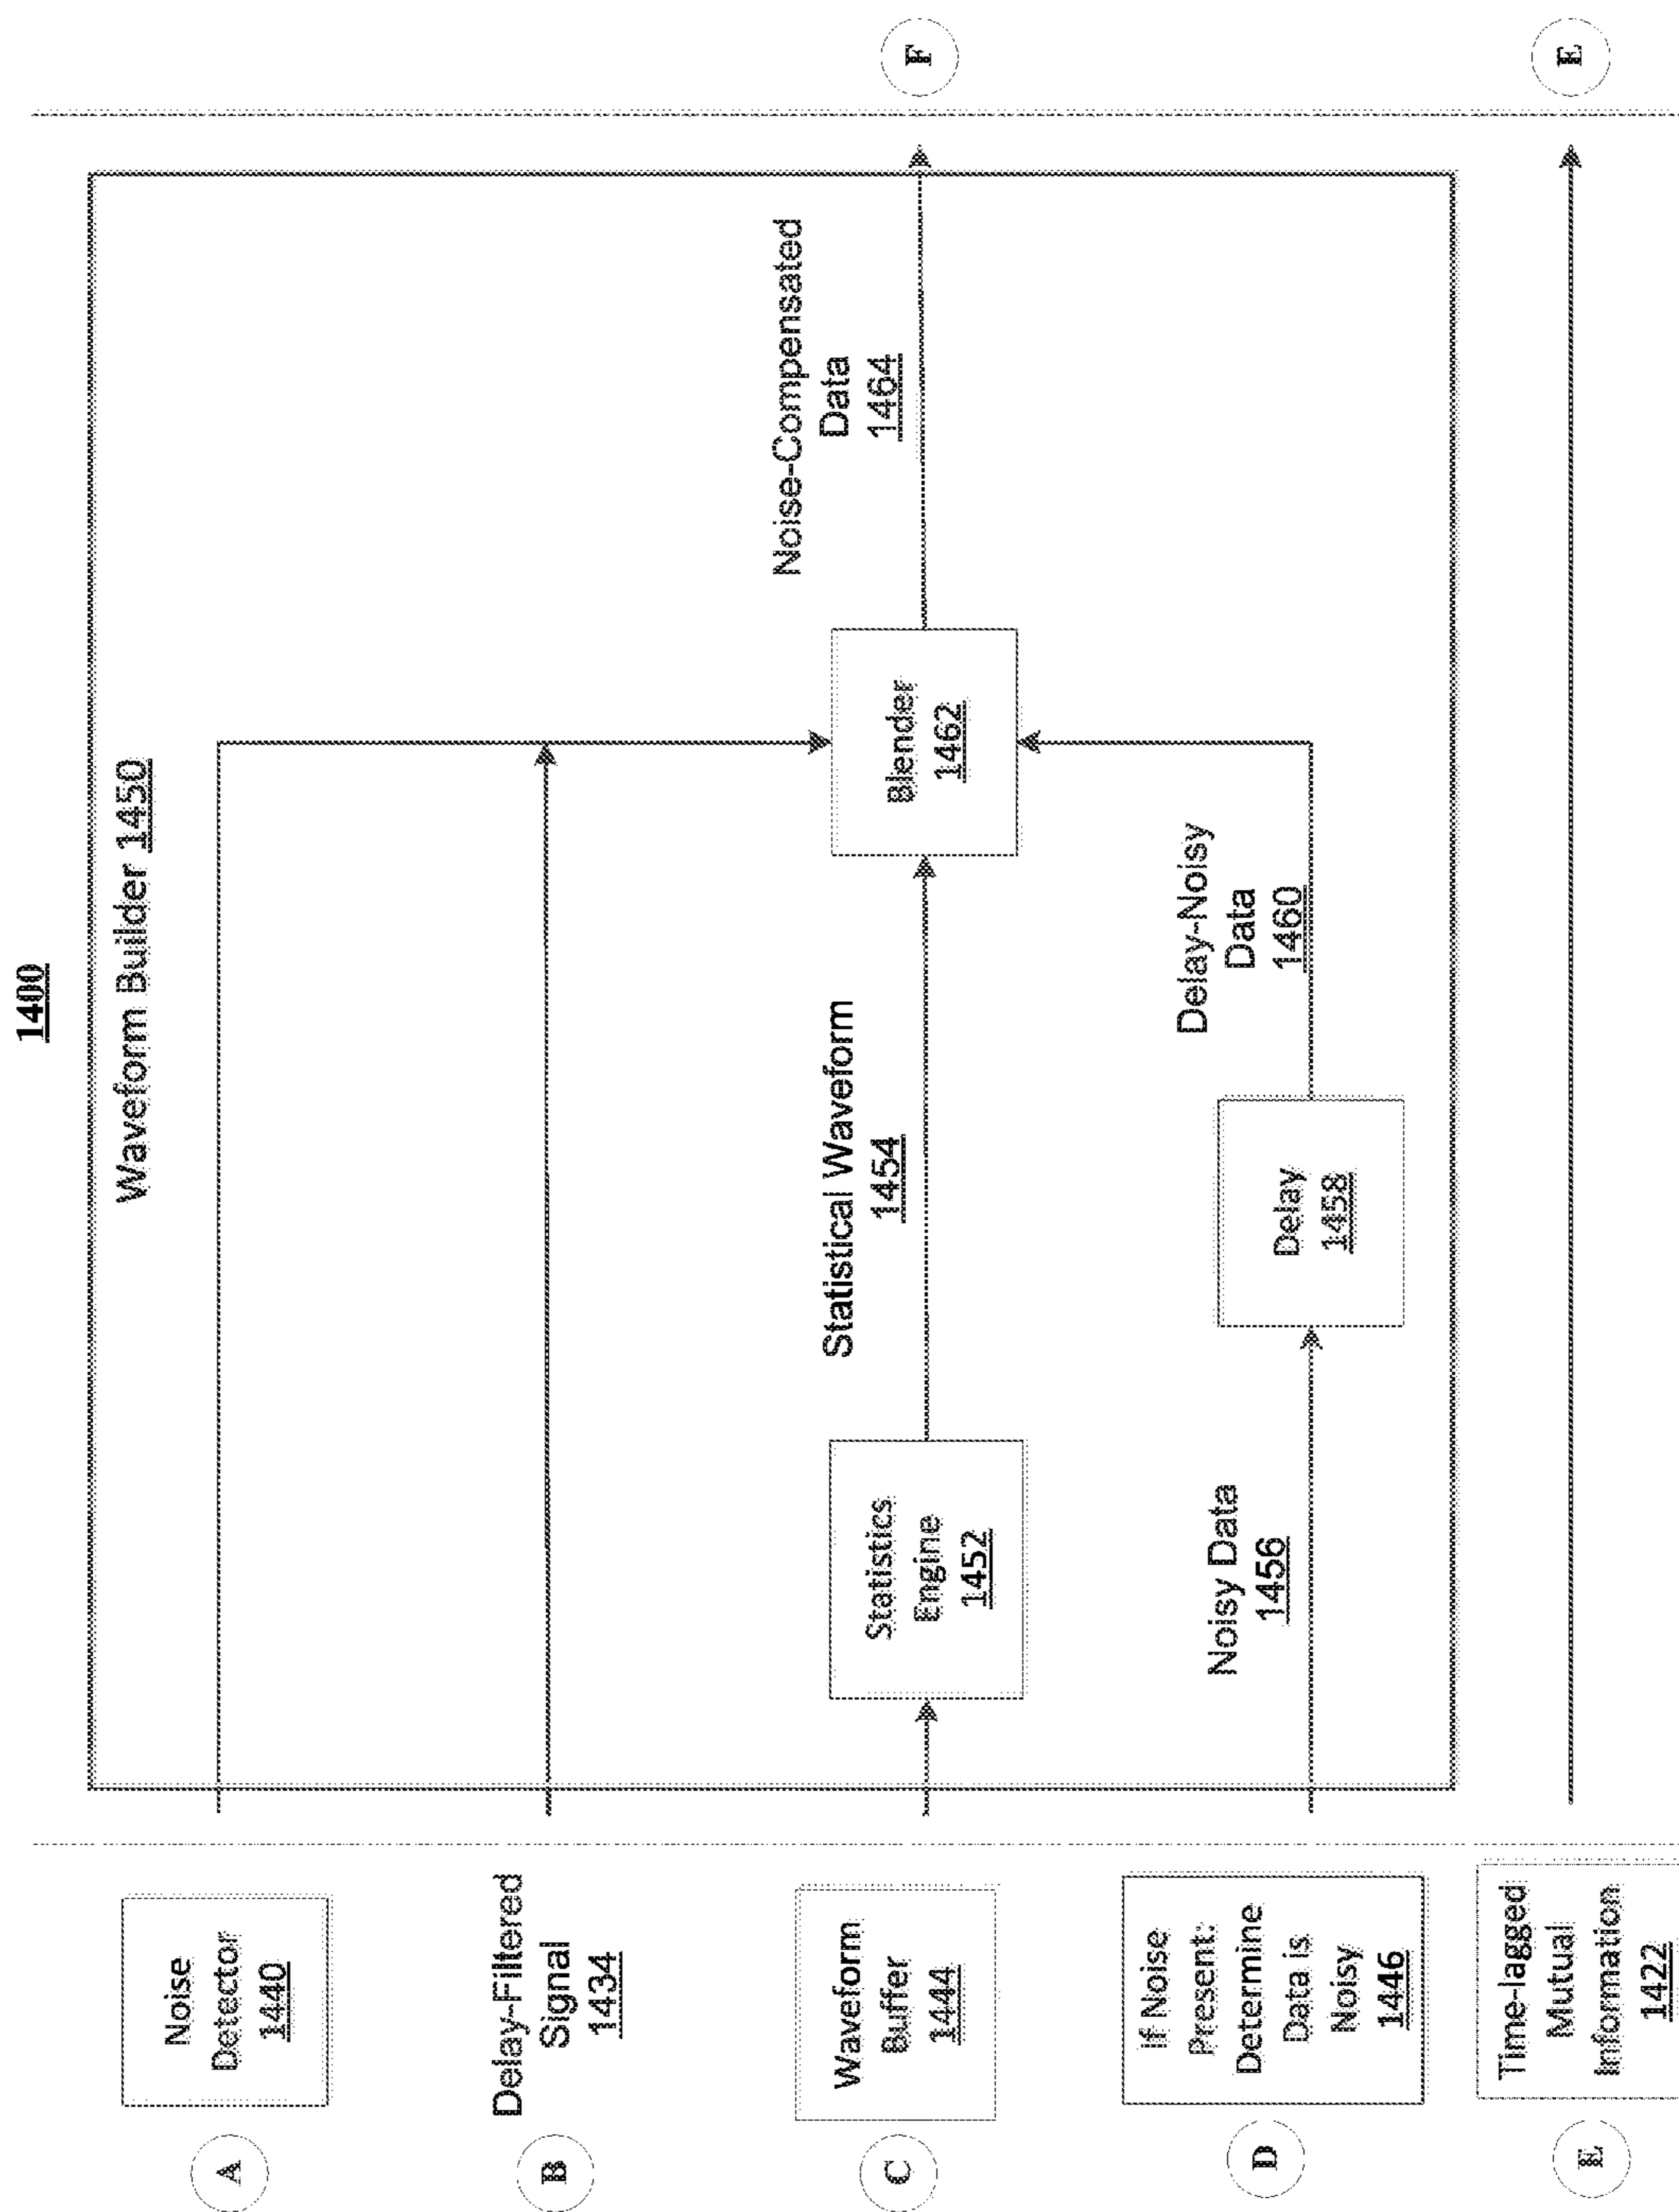 1400
Waveform Builder 1450
A
Noise
Detector
1440
B
Delay-Filtered
Signal
1434
C
Waveform
Buffer
1444
Statistics
Engine
1452
Statistical Waveform
1454
Blender
1462
Noise-Compensated
Data
1464
F
D
If Noise
Present:
Determine
Data is
Noisy
1446
Noisy Data
1456
Delay
1458
Delay-Noisy
Data
1460
E
Time-lagged
Mutual
Information
1422
E